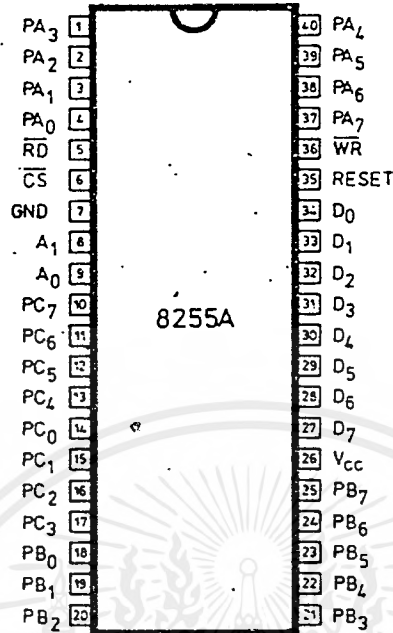 PA₃ 1 40 PA₄
PA₂ 2 39 PA₅
PA₁ 3 38 PA₆
PA₀ 4 37 PA₇
R̅D̅ 5 36 W̅R̅
C̅S̅ 6 35 RESET
GND 7 34 D₀
A₁ 8 33 D₁
A₀ 9 32 D₂
PC₇ 10 31 D₃
8255A
PC₆ 11 30 D₄
PC₅ 12 29 D₅
PC₄ 13 28 D₆
PC₀ 14 27 D₇
PC₁ 15 26 Vcc
PC₂ 16 25 PB₇
PC₃ 17 24 PB₆
PB₀ 18 23 PB₅
PB₁ 19 22 PB₄
PB₂ 20 21 PB₃